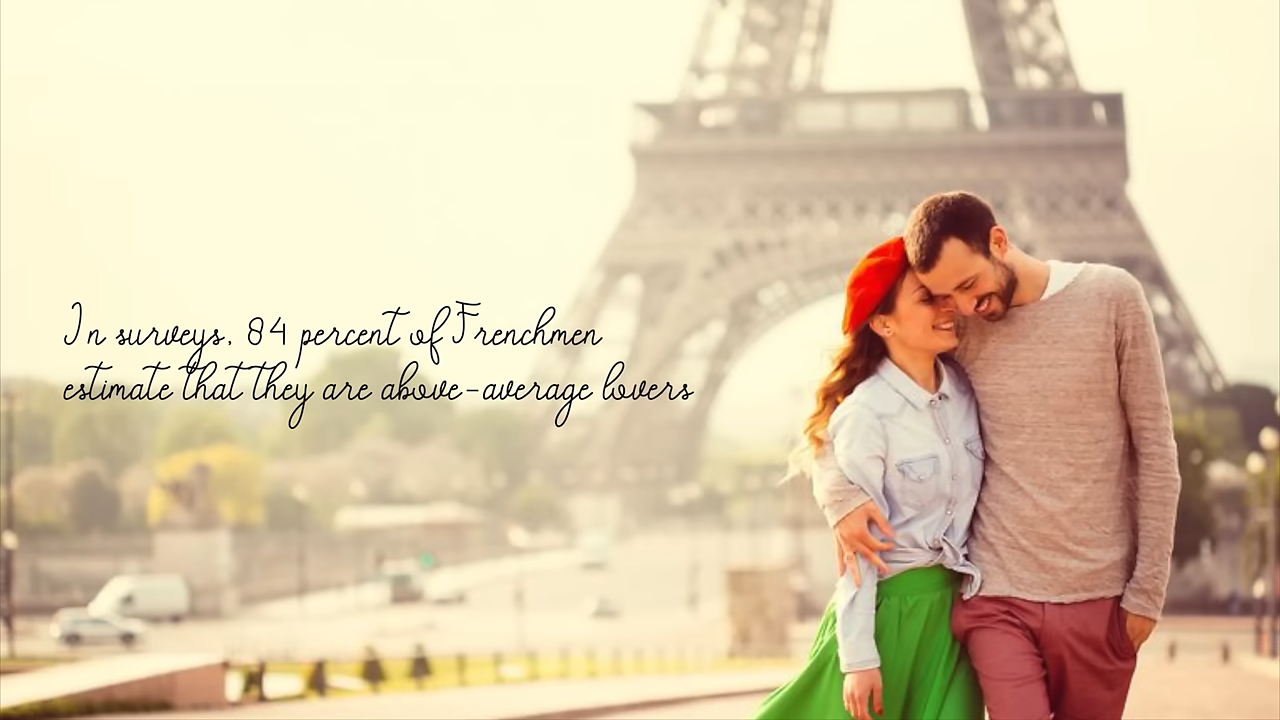 In surveys, 84 percent of Frenchmen
estimate that they are above-average lovers